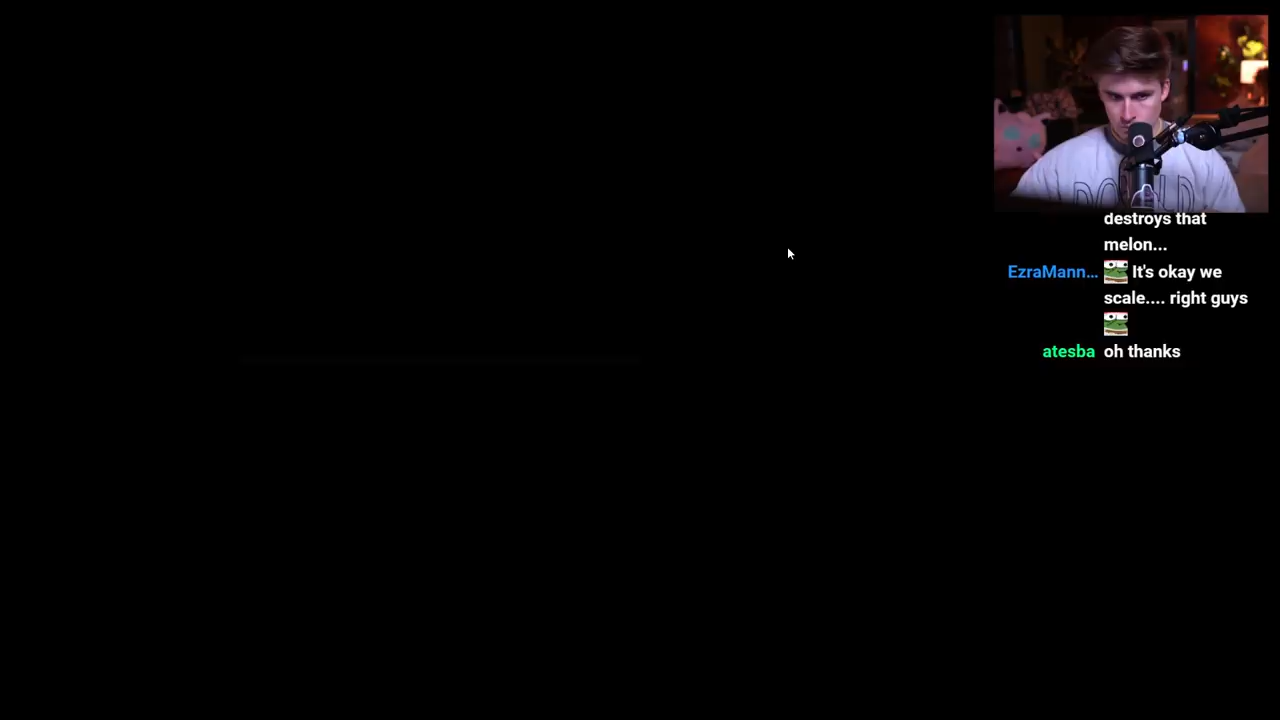 destroys that
melon...
EzraMann... It's okay we
scale.... right guys
atesba oh thanks